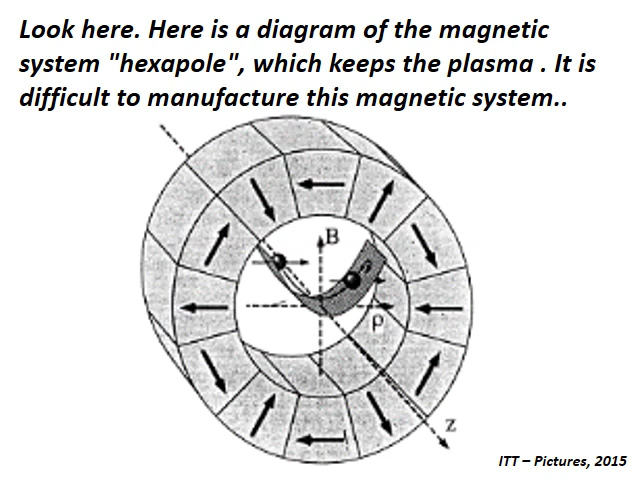 Look here. Here is a diagram of the magnetic
system "hexapole", which keeps the plasma . It is
difficult to manufacture this magnetic system..
B
ρ
z
ITT – Pictures, 2015